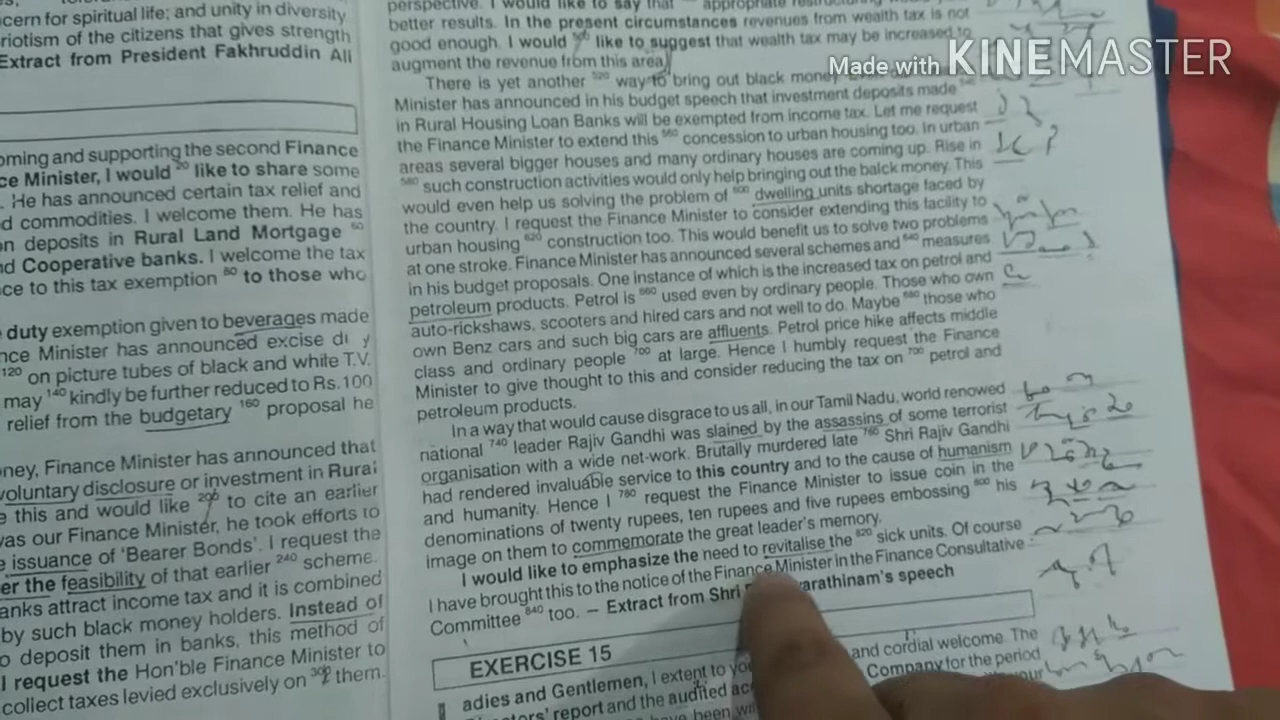 cern for spiritual life; and unity in diversity
riotism of the citizens that gives strength
Extract from President Fakhruddin Ali
oming and supporting the second Finance
ce Minister, I would 20 like to share some
. He has announced certain tax relief and
d commodities. I welcome them. He has
on deposits in Rural Land Mortgage 60
nd Cooperative banks. I welcome the tax
ce to this tax exemption 80 to those who
duty exemption given to beverages made
nce Minister has announced excise du y
120 on picture tubes of black and white T.V.
may 140 kindly be further reduced to Rs.100
relief from the budgetary 160 proposal he
ney, Finance Minister has announced that
voluntary disclosure or investment in Rural
e this and would like 200 to cite an earlier
was our Finance Minister, he took efforts to
issuance of 'Bearer Bonds'. I request the
er the feasibility of that earlier 240 scheme.
anks attract income tax and it is combined
by such black money holders. Instead of
o deposit them in banks, this method of
I request the Hon'ble Finance Minister to
collect taxes levied exclusively on 300 them.
perspective. I would like to say that appropriate
better results. In the present circumstances revenues from wealth tax is not
good enough. I would 500 like to suggest that wealth tax may be increased to
augment the revenue from this area.
There is yet another 520 way to bring out black money.
Minister has announced in his budget speech that investment deposits made
in Rural Housing Loan Banks will be exempted from income tax. Let me request
the Finance Minister to extend this 560 concession to urban housing too. In urban
areas several bigger houses and many ordinary houses are coming up. Rise in
580 such construction activities would only help bringing out the balck money. This
would even help us solving the problem of 600 dwelling units shortage faced by
the country. I request the Finance Minister to consider extending this facility to
urban housing 620 construction too. This would benefit us to solve two problems
at one stroke. Finance Minister has announced several schemes and 640 measures
in his budget proposals. One instance of which is the increased tax on petrol and
petroleum products. Petrol is 660 used even by ordinary people. Those who own
auto-rickshaws, scooters and hired cars and not well to do. Maybe 680 those who
own Benz cars and such big cars are affluents. Petrol price hike affects middle
class and ordinary people 700 at large. Hence I humbly request the Finance
Minister to give thought to this and consider reducing the tax on 700 petrol and
petroleum products.
In a way that would cause disgrace to us all, in our Tamil Nadu, world renowed
national 740 leader Rajiv Gandhi was slained by the assassins of some terrorist
organisation with a wide net-work. Brutally murdered late 760 Shri Rajiv Gandhi
had rendered invaluable service to this country and to the cause of humanism
and humanity. Hence I 780 request the Finance Minister to issue coin in the
denominations of twenty rupees, ten rupees and five rupees embossing 800 his
image on them to commemorate the great leader's memory.
I would like to emphasize the need to revitalise the 820 sick units. Of course
I have brought this to the notice of the Finance Minister in the Finance Consultative
Committee 840 too. – Extract from Shri arathinam's speech
EXERCISE 15
adies and Gentlemen, I extent to you and cordial welcome. The
report and the audited Company for the period
have been
Made with KINEMASTER